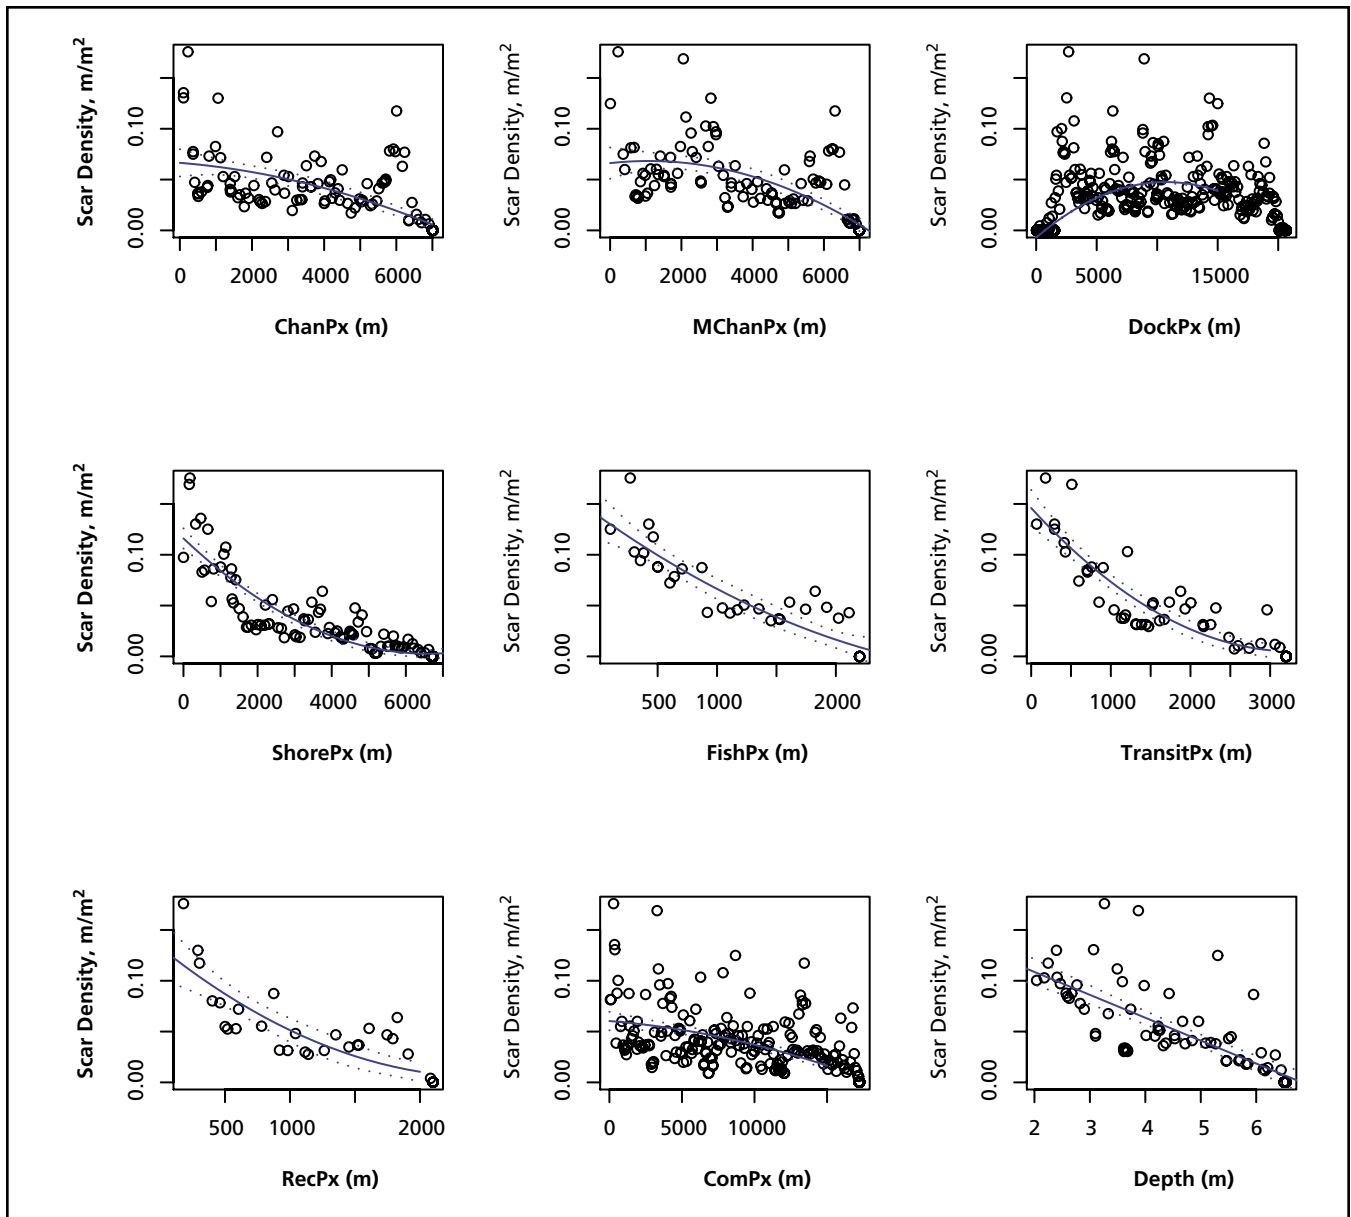 Scar Density, m/m²
0.00 0.10
0 2000 4000 6000
ChanPx (m)
Scar Density, m/m²
0.00 0.10
0 2000 4000 6000
MChanPx (m)
Scar Density, m/m²
0.00 0.10
0 5000 15000
DockPx (m)
Scar Density, m/m²
0.00 0.10
0 2000 4000 6000
ShorePx (m)
Scar Density, m/m²
0.00 0.10
500 1000 2000
FishPx (m)
Scar Density, m/m²
0.00 0.10
0 1000 2000 3000
TransitPx (m)
Scar Density, m/m²
0.00 0.10
500 1000 2000
RecPx (m)
Scar Density, m/m²
0.00 0.10
0 5000 10000
ComPx (m)
Scar Density, m/m²
0.00 0.10
2 3 4 5 6
Depth (m)